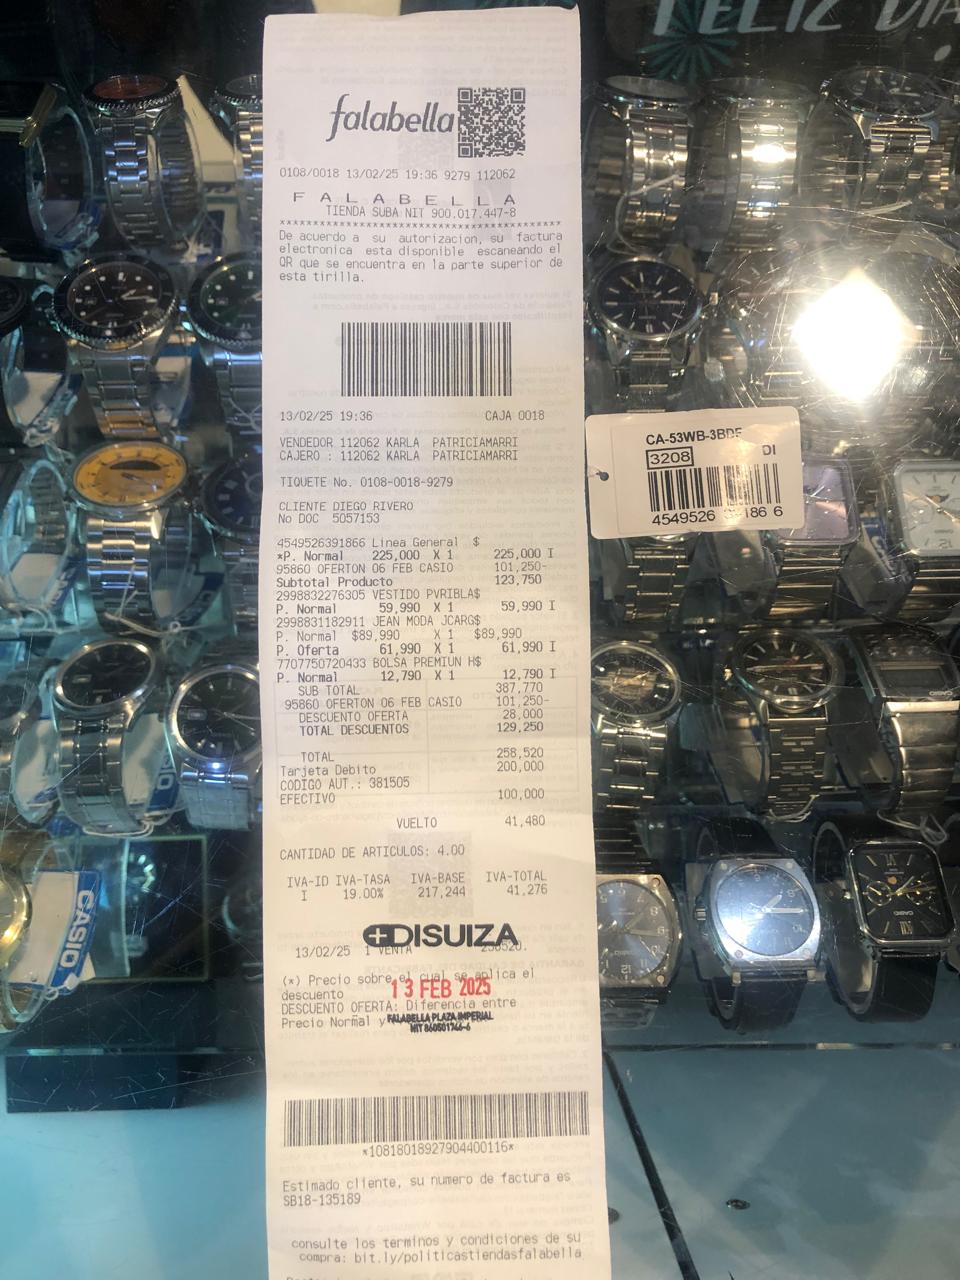 FELIZ DIA
falabella
0108/0018 13/02/25 19:36 9279 112062
F A L A B E L L A
TIENDA SUBA NIT 900.017.447-8
****************************************
De acuerdo a su autorizacion, su factura
electronica esta disponible escaneando el
QR que se encuentra en la parte superior de
esta tirilla.
13/02/25 19:36 CAJA 0018
VENDEDOR 112062 KARLA PATRICIAMARRI
CAJERO : 112062 KARLA PATRICIAMARRI
TIQUETE No. 0108-0018-9279
CLIENTE DIEGO RIVERO
No DOC 5057153
4549526391866 Linea General $
*P. Normal 225,000 X 1 225,000 I
95860 OFERTON 06 FEB CASIO 101,250-
Subtotal Producto 123,750
2998832276305 VESTIDO PVRIBLA$
P. Normal 59,990 X 1 59,990 I
2998831182911 JEAN MODA JCARG$
P. Normal $89,990 X 1 $89,990
P. Oferta 61,990 X 1 61,990 I
7707750720433 BOLSA PREMIUN H$
P. Normal 12,790 X 1 12,790 I
SUB TOTAL 387,770
95860 OFERTON 06 FEB CASIO 101,250-
DESCUENTO OFERTA 28,000
TOTAL DESCUENTOS 129,250
TOTAL 258,520
Tarjeta Debito 200,000
CODIGO AUT.: 381505
EFECTIVO 100,000
VUELTO 41,480
CANTIDAD DE ARTICULOS: 4.00
IVA-ID IVA-TASA IVA-BASE IVA-TOTAL
I 19.00% 217,244 41,276
EDISUIZA
13/02/25 1 VENTA 258520.
(*) Precio sobre el cual se aplica el
descuento
13 FEB 2025
DESCUENTO OFERTA: Diferencia entre
Precio Normal y
FALABELLA PLAZA IMPERIAL
NIT 860501746-6
*10818018927904400116*
Estimado cliente, su numero de factura es
SB18-135189
consulte los terminos y condiciones de su
compra: bit.ly/politicastiendasfalabella
CA-53WB-3BDF
3208 DI
4549526 186 6
CASIO